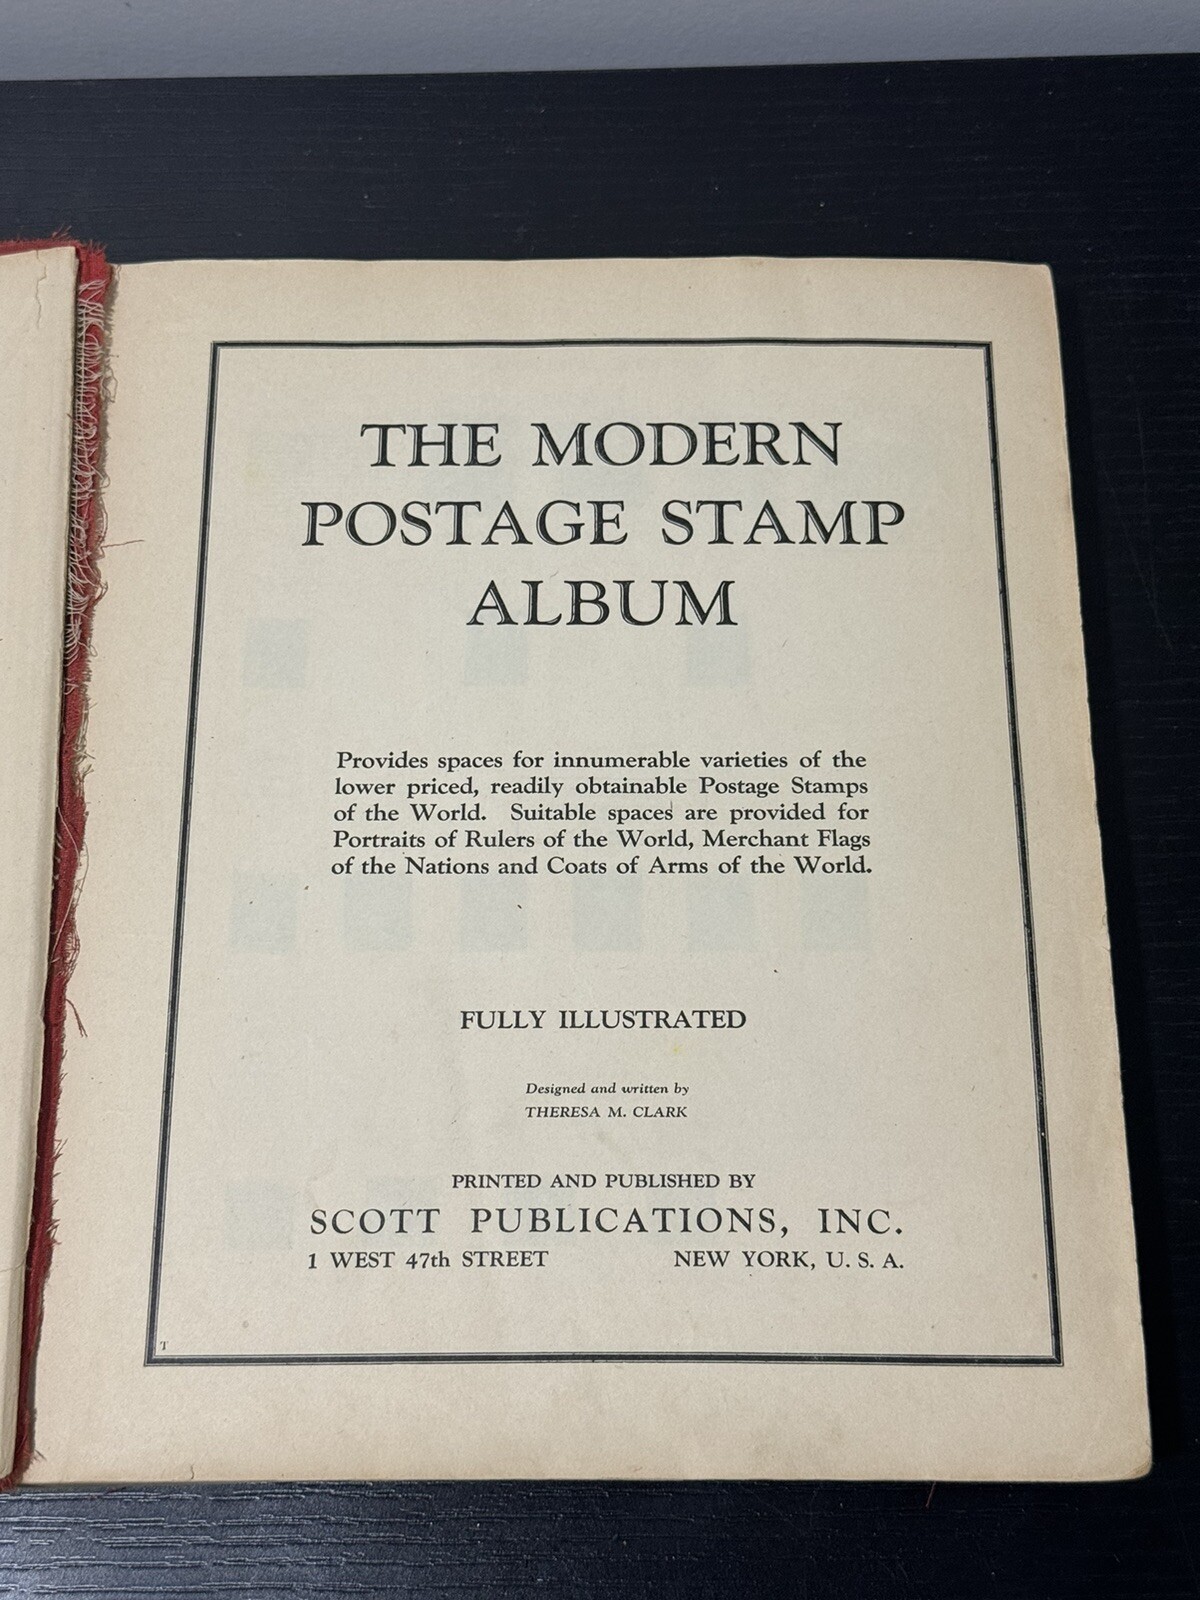 THE MODERN
POSTAGE STAMP
ALBUM
Provides spaces for innumerable varieties of the
lower priced, readily obtainable Postage Stamps
of the World. Suitable spaces are provided for
Portraits of Rulers of the World, Merchant Flags
of the Nations and Coats of Arms of the World.
FULLY ILLUSTRATED
Designed and written by
THERESA M. CLARK
PRINTED AND PUBLISHED BY
SCOTT PUBLICATIONS, INC.
1 WEST 47th STREET NEW YORK, U. S. A.
T